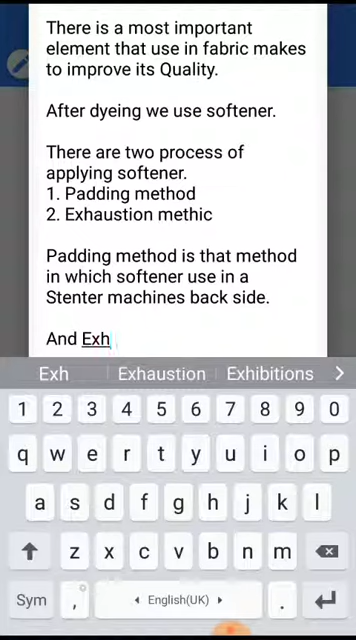 There is a most important
element that use in fabric makes
to improve its Quality.
After dyeing we use softener.
There are two process of
applying softener.
1. Padding method
2. Exhaustion methic
Padding method is that method
in which softener use in a
Stenter machines back side.
And Exh
Exh Exhaustion Exhibitions
1 2 3 4 5 6 7 8 9 0
q w e r t y u i o p
a s d f g h j k l
z x c v b n m
Sym , English(UK) .